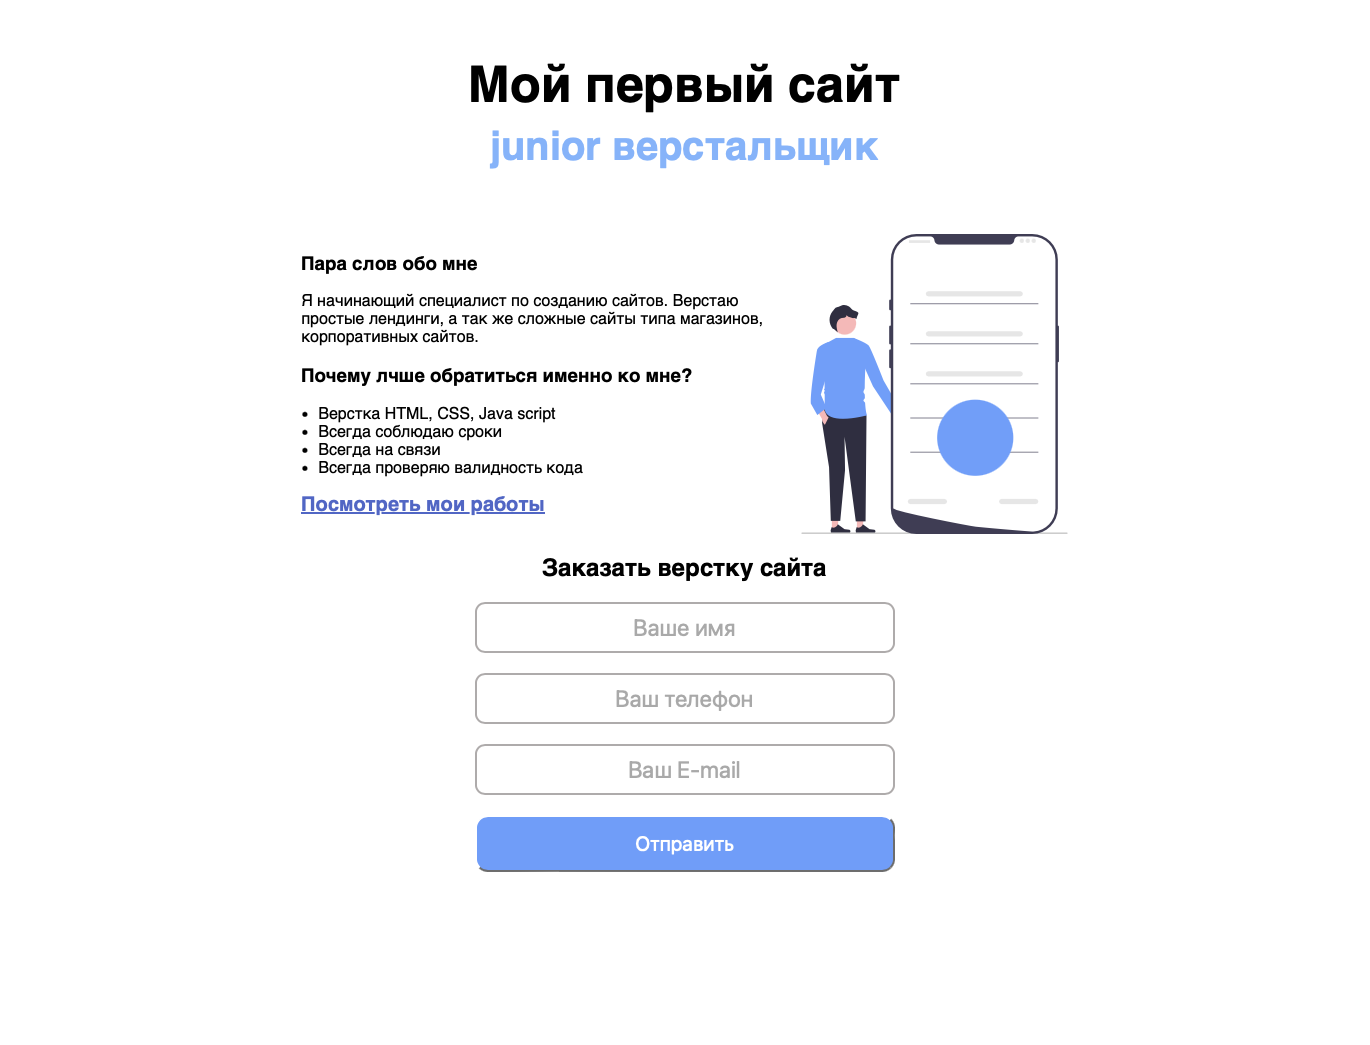 Мой первый сайт
junior верстальщик
Пара слов обо мне
Я начинающий специалист по созданию сайтов. Верстаю
простые лендинги, а так же сложные сайты типа магазинов,
корпоративных сайтов.
Почему лчше обратиться именно ко мне?
• Верстка HTML, CSS, Java script
• Всегда соблюдаю сроки
• Всегда на связи
• Всегда проверяю валидность кода
Посмотреть мои работы
Заказать верстку сайта
Ваше имя
Ваш телефон
Ваш E-mail
Отправить